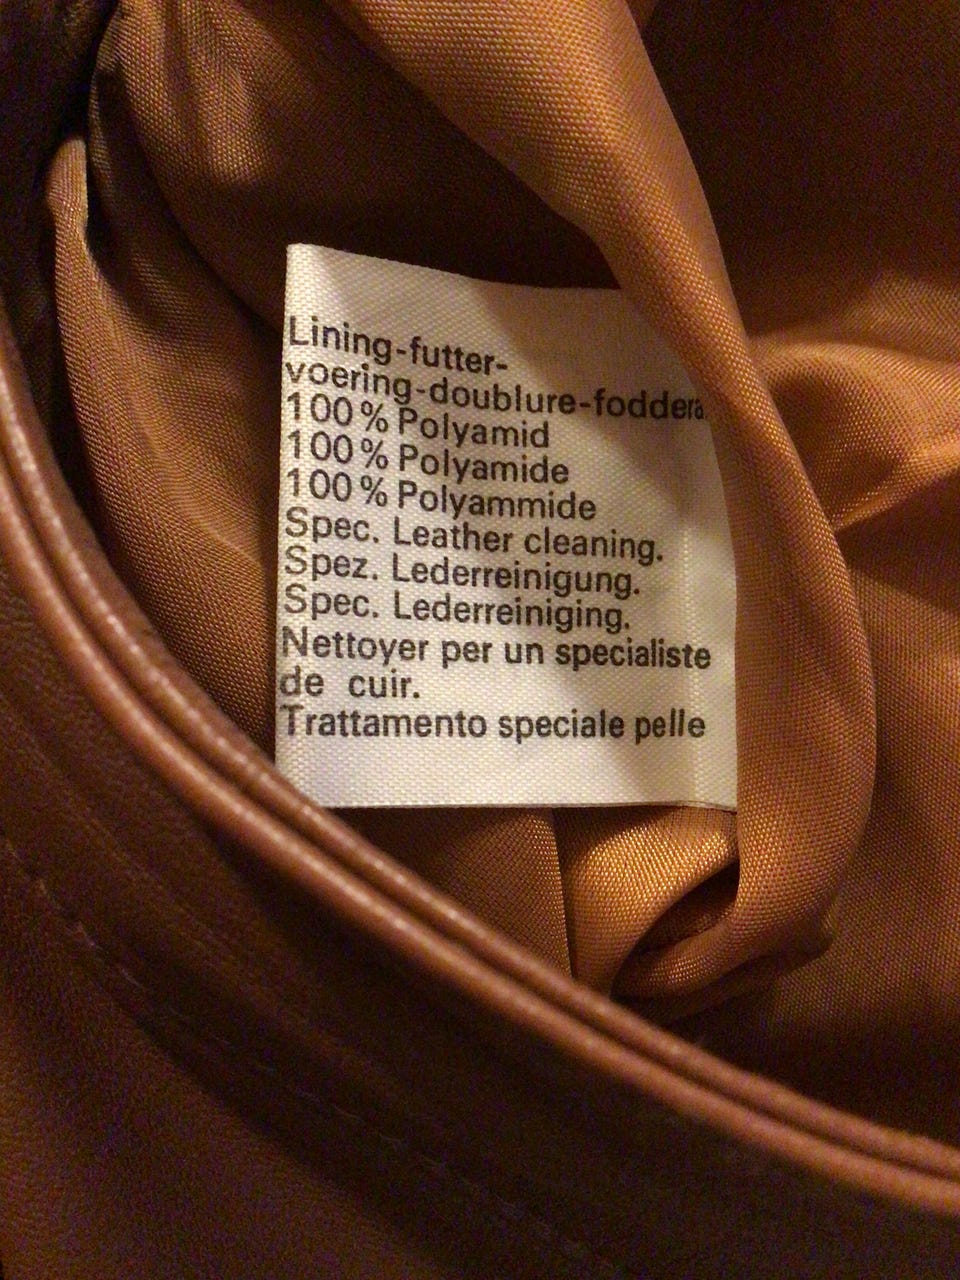 Lining-futter-
voering-doublure-foddera
100% Polyamid
100% Polyamide
100% Polyammide
Spec. Leather cleaning.
Spez. Lederreinigung.
Spec. Lederreiniging.
Nettoyer per un specialiste
de cuir.
Trattamento speciale pelle